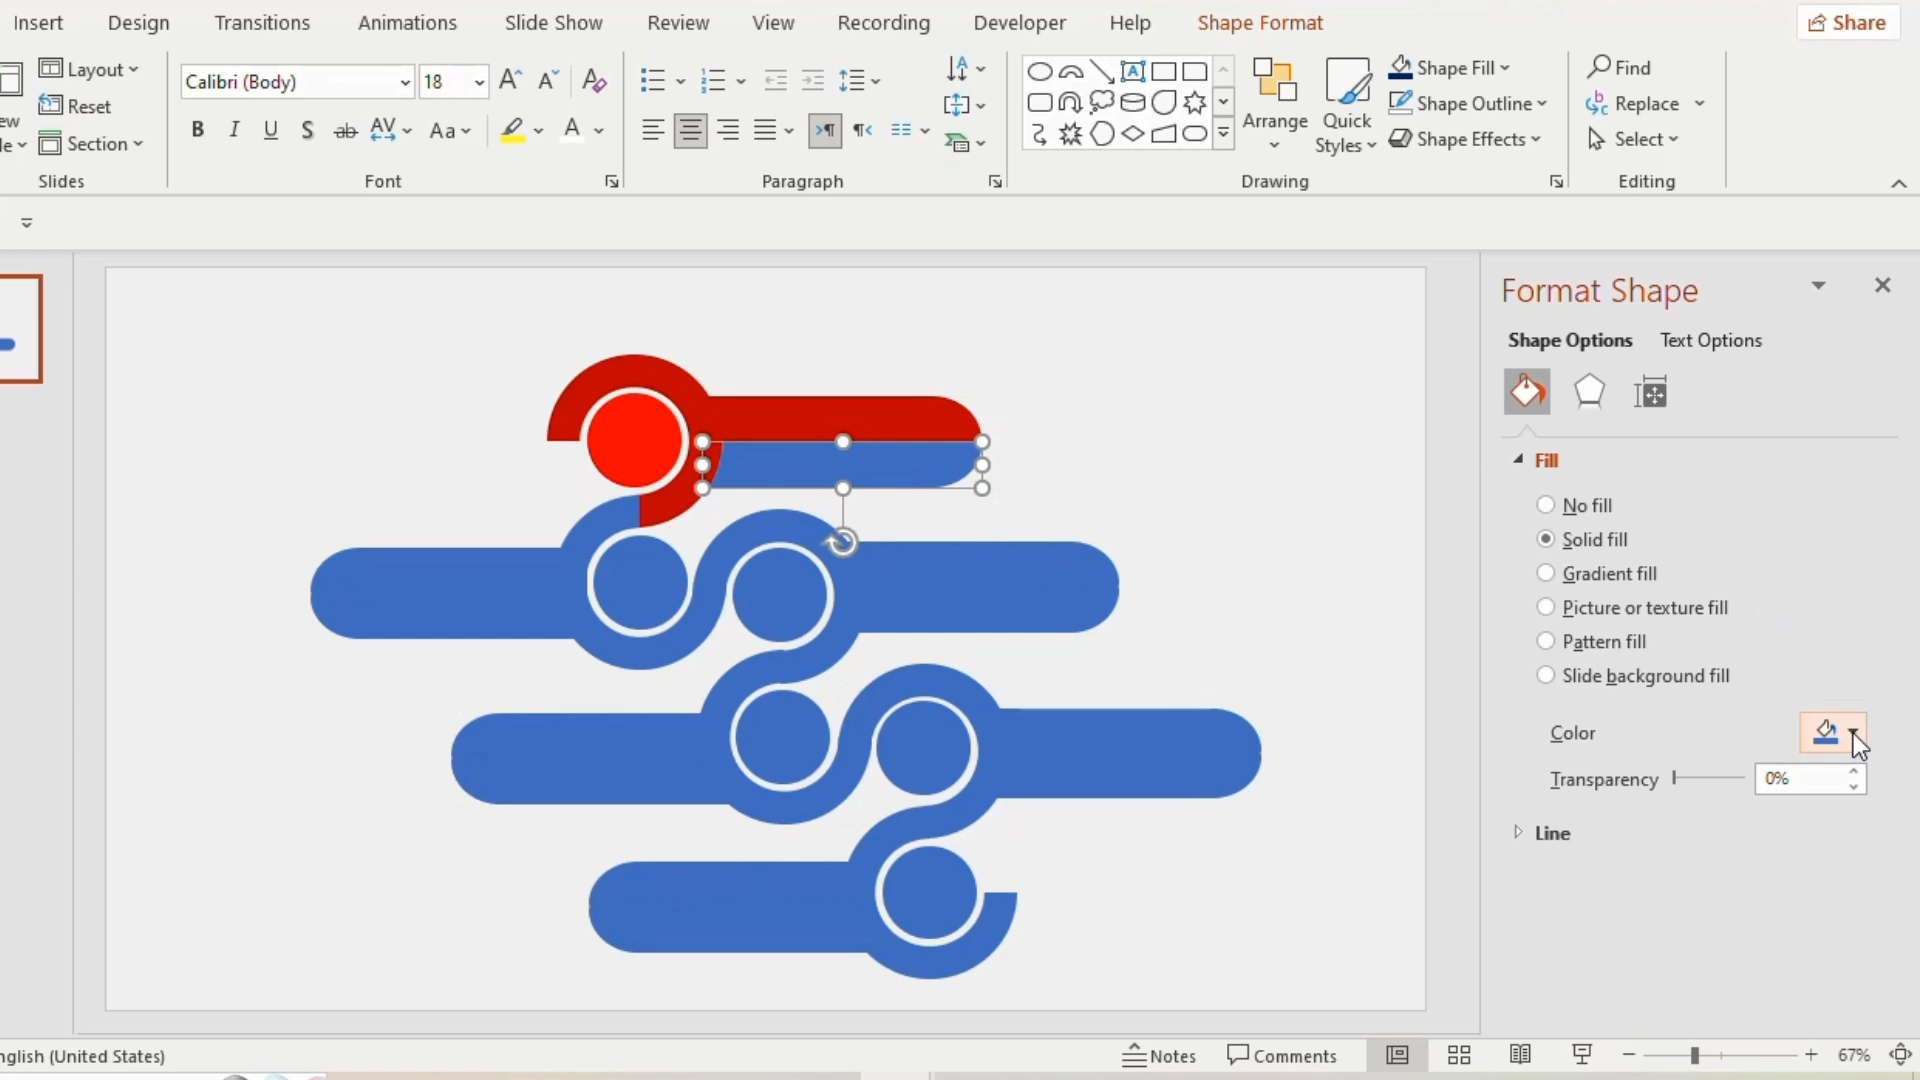 Insert Design Transitions Animations Slide Show Review View Recording Developer Help Shape Format Share
Layout
Reset
Section
Slides
Calibri (Body) 18
B I U S ab AV Aa A
Font
Paragraph
Arrange
Quick
Styles
Shape Fill
Shape Outline
Shape Effects
Drawing
Find
Replace
Select
Editing
Format Shape
Shape Options Text Options
Fill
No fill
Solid fill
Gradient fill
Picture or texture fill
Pattern fill
Slide background fill
Color
Transparency 0%
Line
nglish (United States) Notes Comments 67%